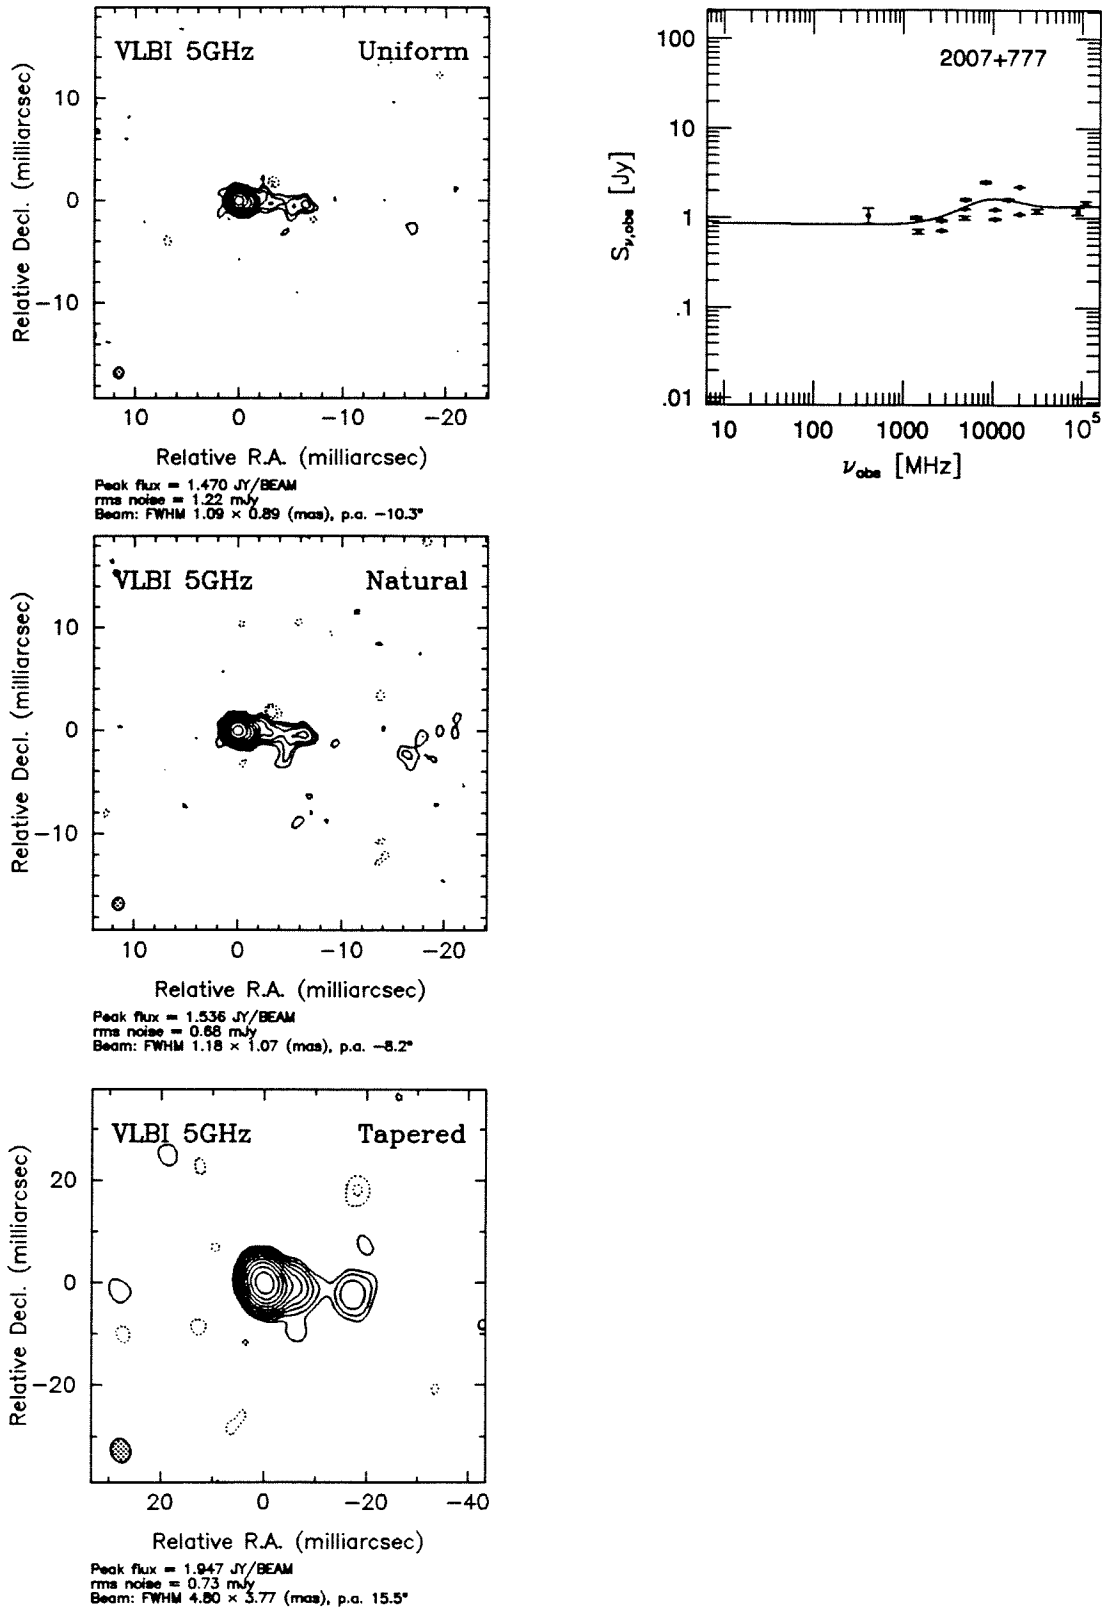 VLBI 5GHz Uniform
Relative Decl. (milliarcsec)
10
0
−10
10 0 −10 −20
Relative R.A. (milliarcsec)
Peak flux = 1.470 JY/BEAM
rms noise = 1.22 mJy
Beam: FWHM 1.09 × 0.89 (mas), p.a. −10.3°
2007+777
S ν,obs [Jy]
100
10
1
.1
.01
10 100 1000 10000 10^5
ν obs [MHz]
VLBI 5GHz Natural
Relative Decl. (milliarcsec)
10
0
−10
10 0 −10 −20
Relative R.A. (milliarcsec)
Peak flux = 1.536 JY/BEAM
rms noise = 0.68 mJy
Beam: FWHM 1.18 × 1.07 (mas), p.a. −8.2°
VLBI 5GHz Tapered
Relative Decl. (milliarcsec)
20
0
−20
20 0 −20 −40
Relative R.A. (milliarcsec)
Peak flux = 1.947 JY/BEAM
rms noise = 0.73 mJy
Beam: FWHM 4.80 × 3.77 (mas), p.a. 15.5°